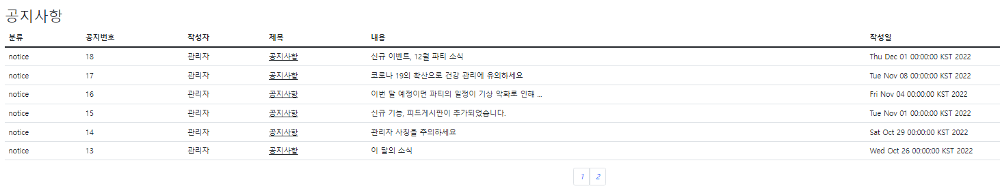 공지사항
분류 공지번호 작성자 제목 내용 작성일
notice 18 관리자 공지사항 신규 이벤트, 12월 파티 소식 Thu Dec 01 00:00:00 KST 2022
notice 17 관리자 공지사항 코로나 19의 확산으로 건강 관리에 유의하세요 Tue Nov 08 00:00:00 KST 2022
notice 16 관리자 공지사항 이번 달 예정이던 파티의 일정이 기상 악화로 인해 ... Fri Nov 04 00:00:00 KST 2022
notice 15 관리자 공지사항 신규 기능, 피드게시판이 추가되었습니다. Tue Nov 01 00:00:00 KST 2022
notice 14 관리자 공지사항 관리자 사칭을 주의하세요 Sat Oct 29 00:00:00 KST 2022
notice 13 관리자 공지사항 이 달의 소식 Wed Oct 26 00:00:00 KST 2022
1 2